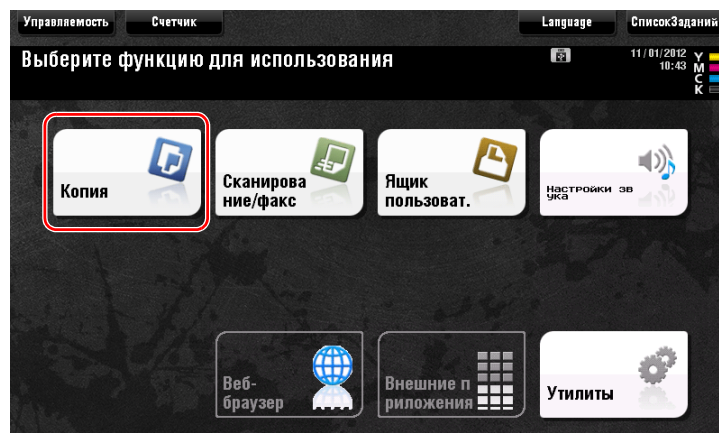 Управляемость Счетчик Language СписокЗаданий
Выберите функцию для использования
11/01/2012
10:43
Y
M
C
K
Копия
Сканирова
ние/факс
Ящик
пользоват.
Настройки зв
ука
Веб-
браузер
Внешние п
риложения
Утилиты